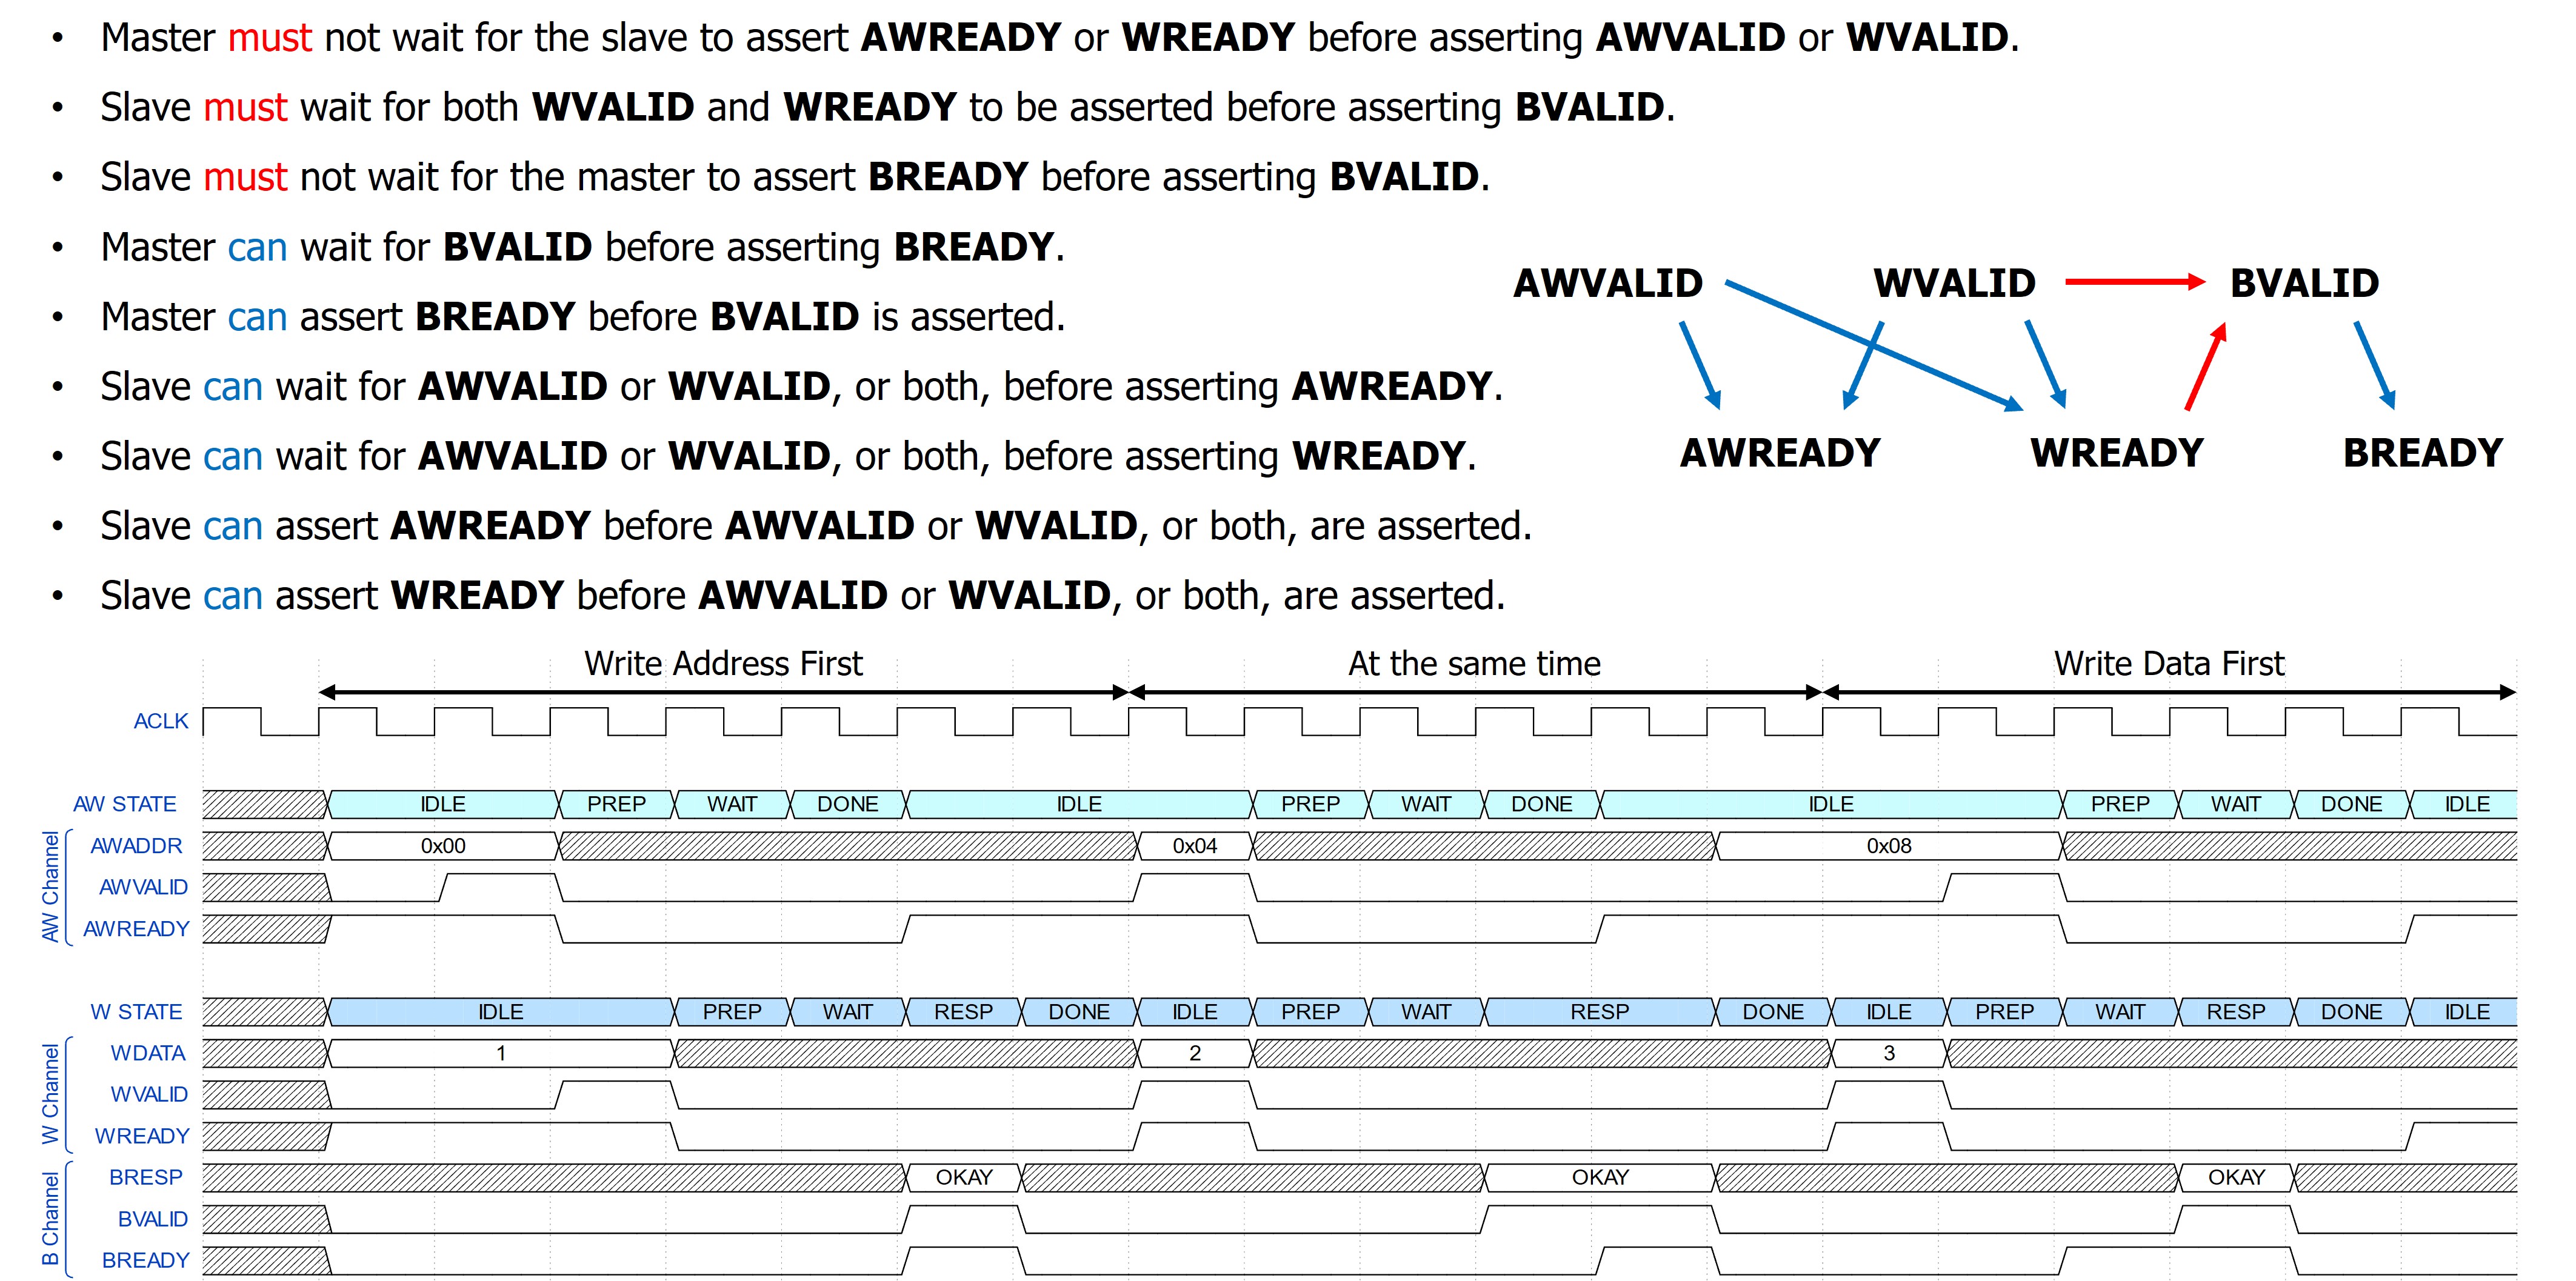 • Master must not wait for the slave to assert AWREADY or WREADY before asserting AWVALID or WVALID.
• Slave must wait for both WVALID and WREADY to be asserted before asserting BVALID.
• Slave must not wait for the master to assert BREADY before asserting BVALID.
• Master can wait for BVALID before asserting BREADY.
• Master can assert BREADY before BVALID is asserted.
• Slave can wait for AWVALID or WVALID, or both, before asserting AWREADY.
• Slave can wait for AWVALID or WVALID, or both, before asserting WREADY.
• Slave can assert AWREADY before AWVALID or WVALID, or both, are asserted.
• Slave can assert WREADY before AWVALID or WVALID, or both, are asserted.
AWVALID WVALID BVALID
AWREADY WREADY BREADY
Write Address First At the same time Write Data First
ACLK
AW STATE IDLE PREP WAIT DONE IDLE PREP WAIT DONE IDLE PREP WAIT DONE IDLE
AW Channel
AWADDR 0x00 0x04 0x08
AWVALID
AWREADY
W STATE IDLE PREP WAIT RESP DONE IDLE PREP WAIT RESP DONE IDLE PREP WAIT RESP DONE IDLE
W Channel
WDATA 1 2 3
WVALID
WREADY
B Channel
BRESP OKAY OKAY OKAY
BVALID
BREADY